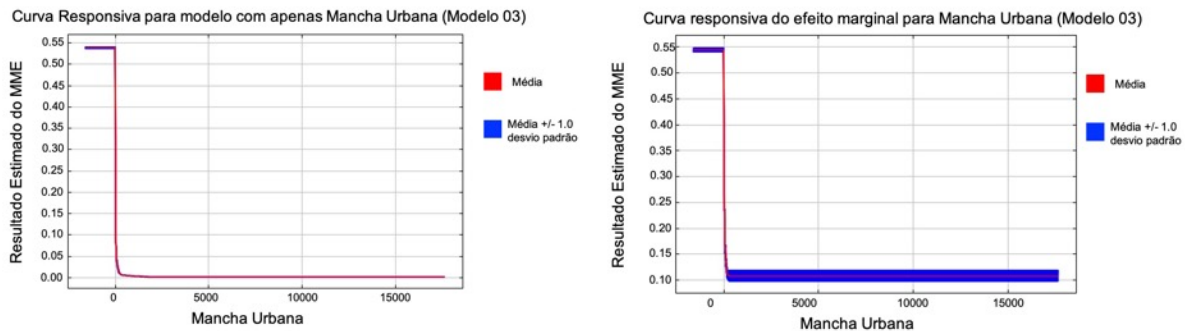 Curva Responsiva para modelo com apenas Mancha Urbana (Modelo 03)
Resultado Estimado do MME
0.55
0.50
0.45
0.40
0.35
0.30
0.25
0.20
0.15
0.10
0.05
0.00
0
5000
10000
15000
Mancha Urbana
Média
Média +/- 1.0
desvio padrão
Curva responsiva do efeito marginal para Mancha Urbana (Modelo 03)
Resultado Estimado do MME
0.55
0.50
0.45
0.40
0.35
0.30
0.25
0.20
0.15
0.10
0
5000
10000
15000
Mancha Urbana
Média
Média +/- 1.0
desvio padrão